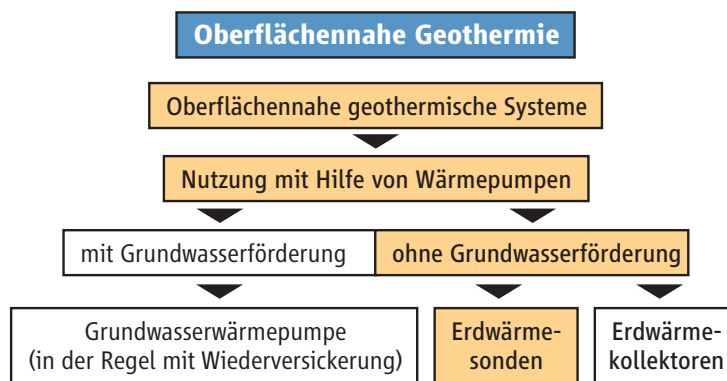 Oberflächennahe Geothermie
Oberflächennahe geothermische Systeme
Nutzung mit Hilfe von Wärmepumpen
mit Grundwasserförderung
ohne Grundwasserförderung
Grundwasserwärmepumpe
(in der Regel mit Wiederversickerung)
Erdwärme-
sonden
Erdwärme-
kollektoren